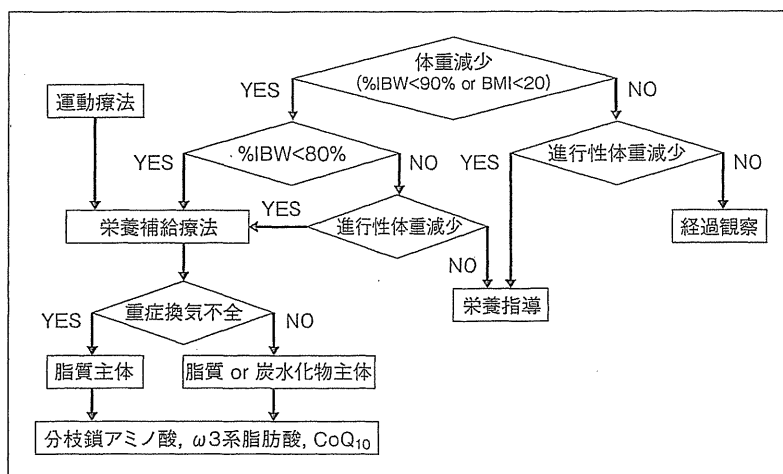 体重減少
(%IBW<90% or BMI<20)
YES
NO
運動療法
%IBW<80%
進行性体重減少
YES
NO
YES
NO
栄養補給療法
YES
進行性体重減少
経過観察
NO
重症換気不全
栄養指導
YES
NO
脂質主体
脂質 or 炭水化物主体
分枝鎖アミノ酸, ω3系脂肪酸, CoQ10